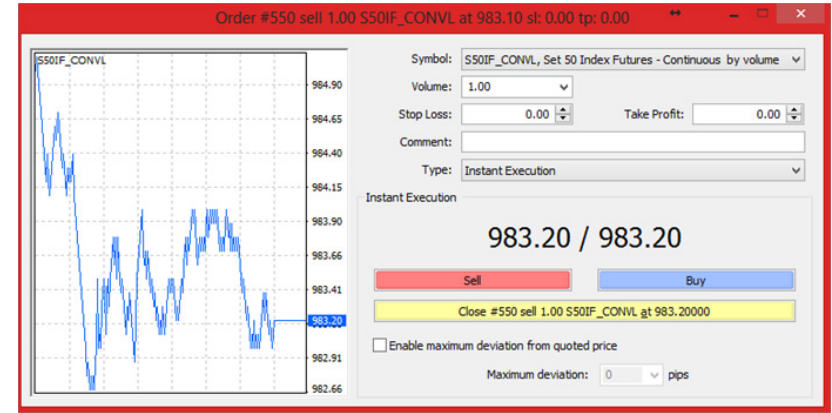 Order #550 sell 1.00 S50IF_CONVL at 983.10 sl: 0.00 tp: 0.00
S50IF_CONVL
984.90
984.65
984.40
984.15
983.90
983.66
983.41
983.20
982.91
982.66
Symbol: S50IF_CONVL, Set 50 Index Futures - Continuous by volume
Volume: 1.00
Stop Loss: 0.00 Take Profit: 0.00
Comment:
Type: Instant Execution
Instant Execution
983.20 / 983.20
Sell Buy
Close #550 sell 1.00 S50IF_CONVL at 983.20000
Enable maximum deviation from quoted price
Maximum deviation: 0 pips